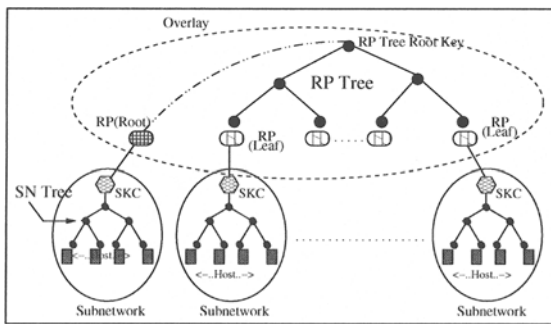 Overlay
RP Tree Root Key
RP Tree
RP(Root)
RP
(Leaf)
RP
(Leaf)
SN Tree
SKC
SKC
SKC
<-..Host..->
<-..Host..->
<-..Host..->
Subnetwork
Subnetwork
Subnetwork